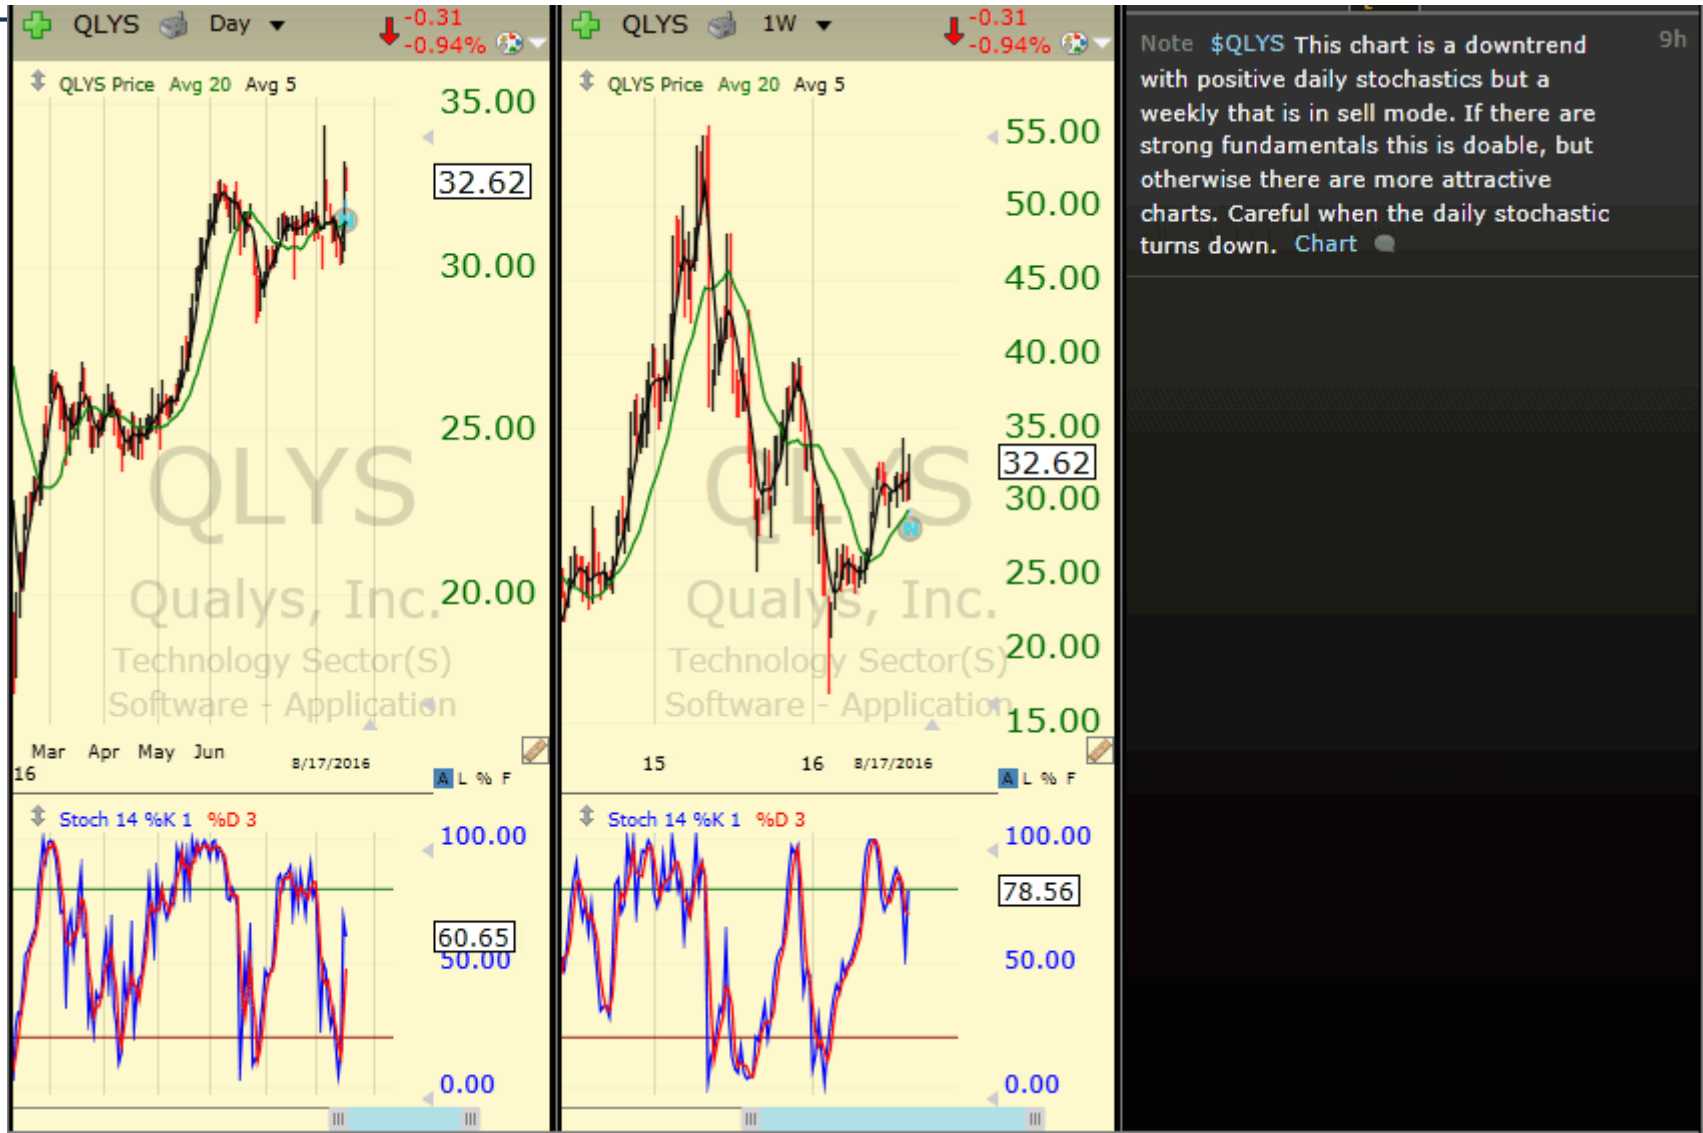 QLYS Day -0.31
-0.94%
QLYS Price Avg 20 Avg 5
35.00
32.62
30.00
25.00
20.00
QLYS
Qualys, Inc.
Technology Sector(S)
Software - Application
Mar Apr May Jun
16 8/17/2016
A L % F
Stoch 14 %K 1 %D 3
100.00
60.65
50.00
0.00
QLYS 1W -0.31
-0.94%
QLYS Price Avg 20 Avg 5
55.00
50.00
45.00
40.00
35.00
32.62
30.00
25.00
20.00
15.00
QLYS
Qualys, Inc.
Technology Sector(S)
Software - Application
N
15 16 8/17/2016
A L % F
Stoch 14 %K 1 %D 3
100.00
78.56
50.00
0.00
Note $QLYS This chart is a downtrend 9h
with positive daily stochastics but a
weekly that is in sell mode. If there are
strong fundamentals this is doable, but
otherwise there are more attractive
charts. Careful when the daily stochastic
turns down. Chart